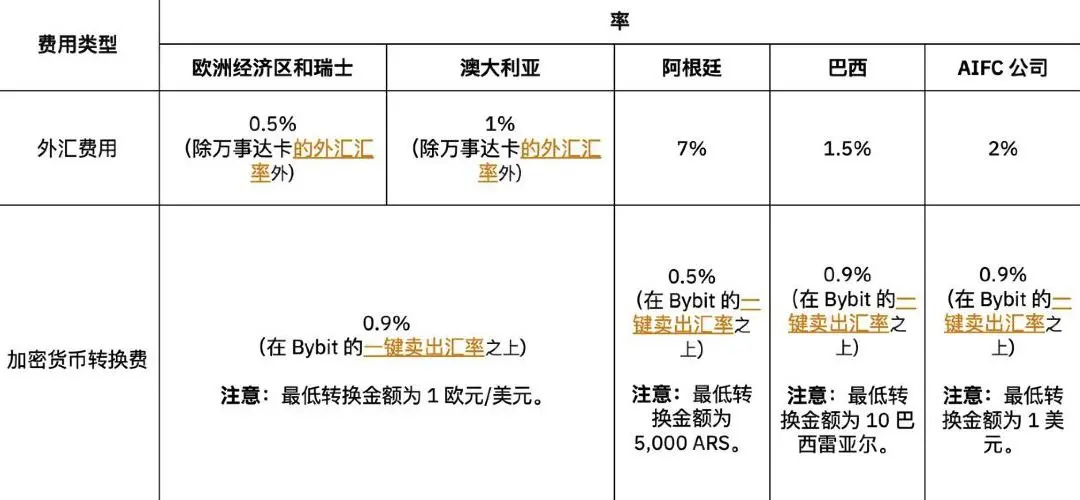 费用类型
率
欧洲经济区和瑞士
澳大利亚
阿根廷
巴西
AIFC 公司
外汇费用
0.5%
（除万事达卡的外汇汇
率外）
1%
（除万事达卡的外汇汇
率外）
7%
1.5%
2%
加密货币转换费
0.9%
（在 Bybit 的一键卖出汇率之上）
注意：最低转换金额为 1 欧元/美元。
0.5%
（在 Bybit 的一
键卖出汇率之
上）
注意：最低转
换金额为
5,000 ARS。
0.9%
（在 Bybit 的一
键卖出汇率之
上）
注意：最低转
换金额为 10 巴
西雷亚尔。
0.9%
（在 Bybit 的一
键卖出汇率之
上）
注意：最低转
换金额为 1 美
元。